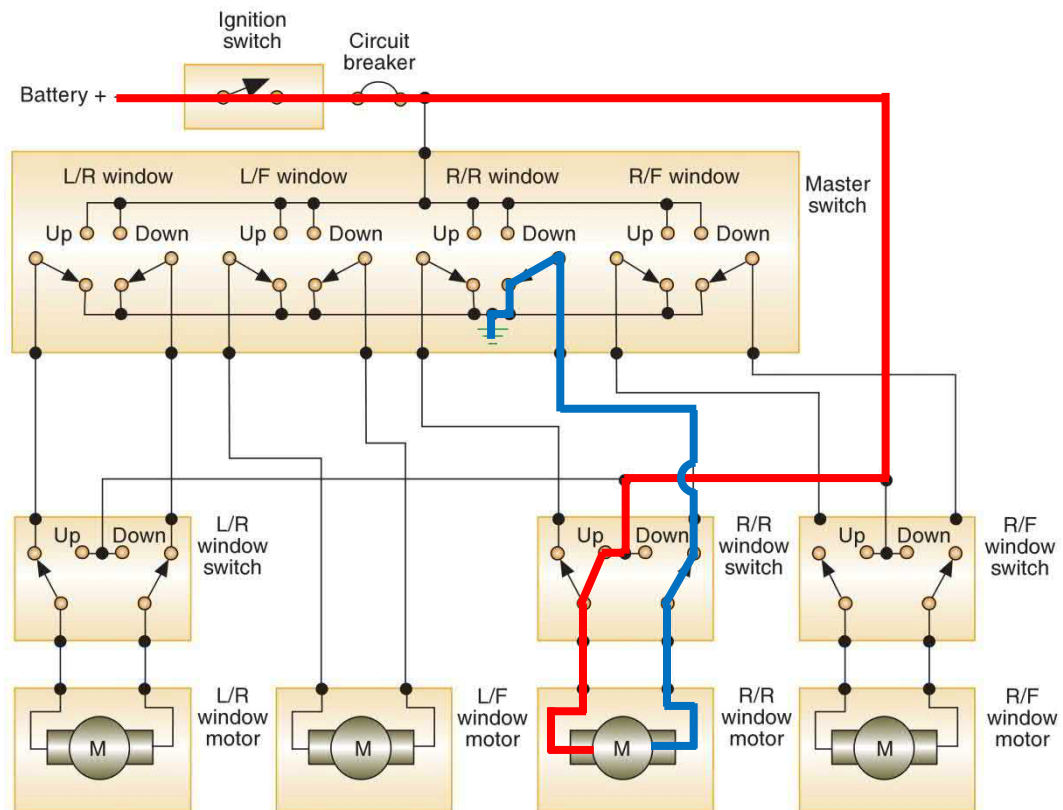 Ignition
switch
Circuit
breaker
Battery +
L/R window
L/F window
R/R window
R/F window
Master
switch
Up
Down
Up
Down
Up
Down
Up
Down
L/R
window
switch
Up
Down
R/R
window
switch
Up
Down
R/F
window
switch
Up
Down
L/R
window
motor
M
L/F
window
motor
M
R/R
window
motor
M
R/F
window
motor
M